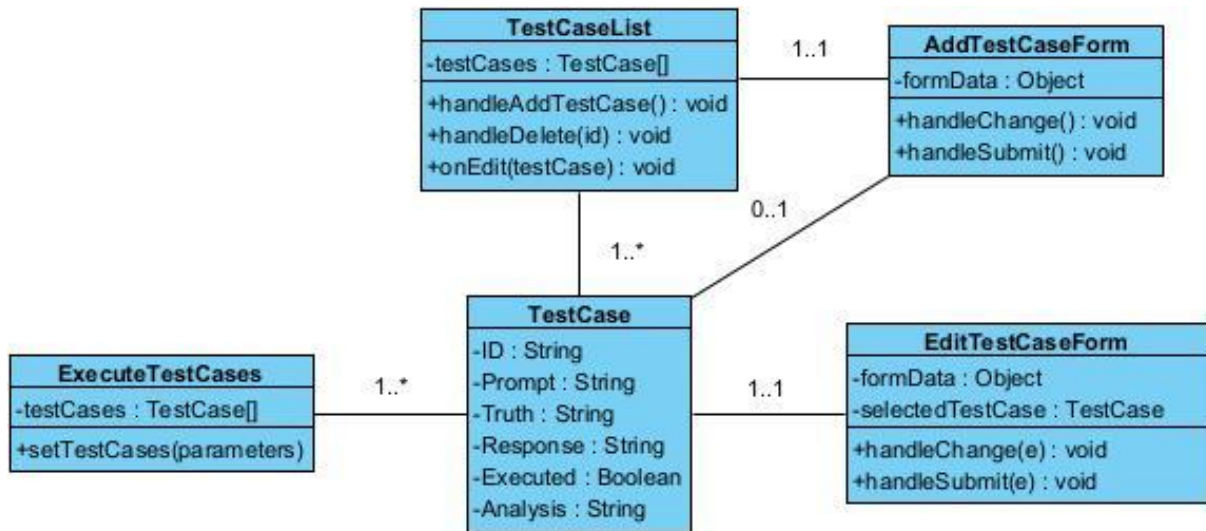 TestCaseList
-testCases : TestCase[]
+handleAddTestCase() : void
+handleDelete(id) : void
+onEdit(testCase) : void
1..1
AddTestCaseForm
-formData : Object
+handleChange() : void
+handleSubmit() : void
0..1
1..*
TestCase
-ID : String
-Prompt : String
-Truth : String
-Response : String
-Executed : Boolean
-Analysis : String
ExecuteTestCases
-testCases : TestCase[]
+setTestCases(parameters)
1..*
1..1
EditTestCaseForm
-formData : Object
-selectedTestCase : TestCase
+handleChange(e) : void
+handleSubmit(e) : void